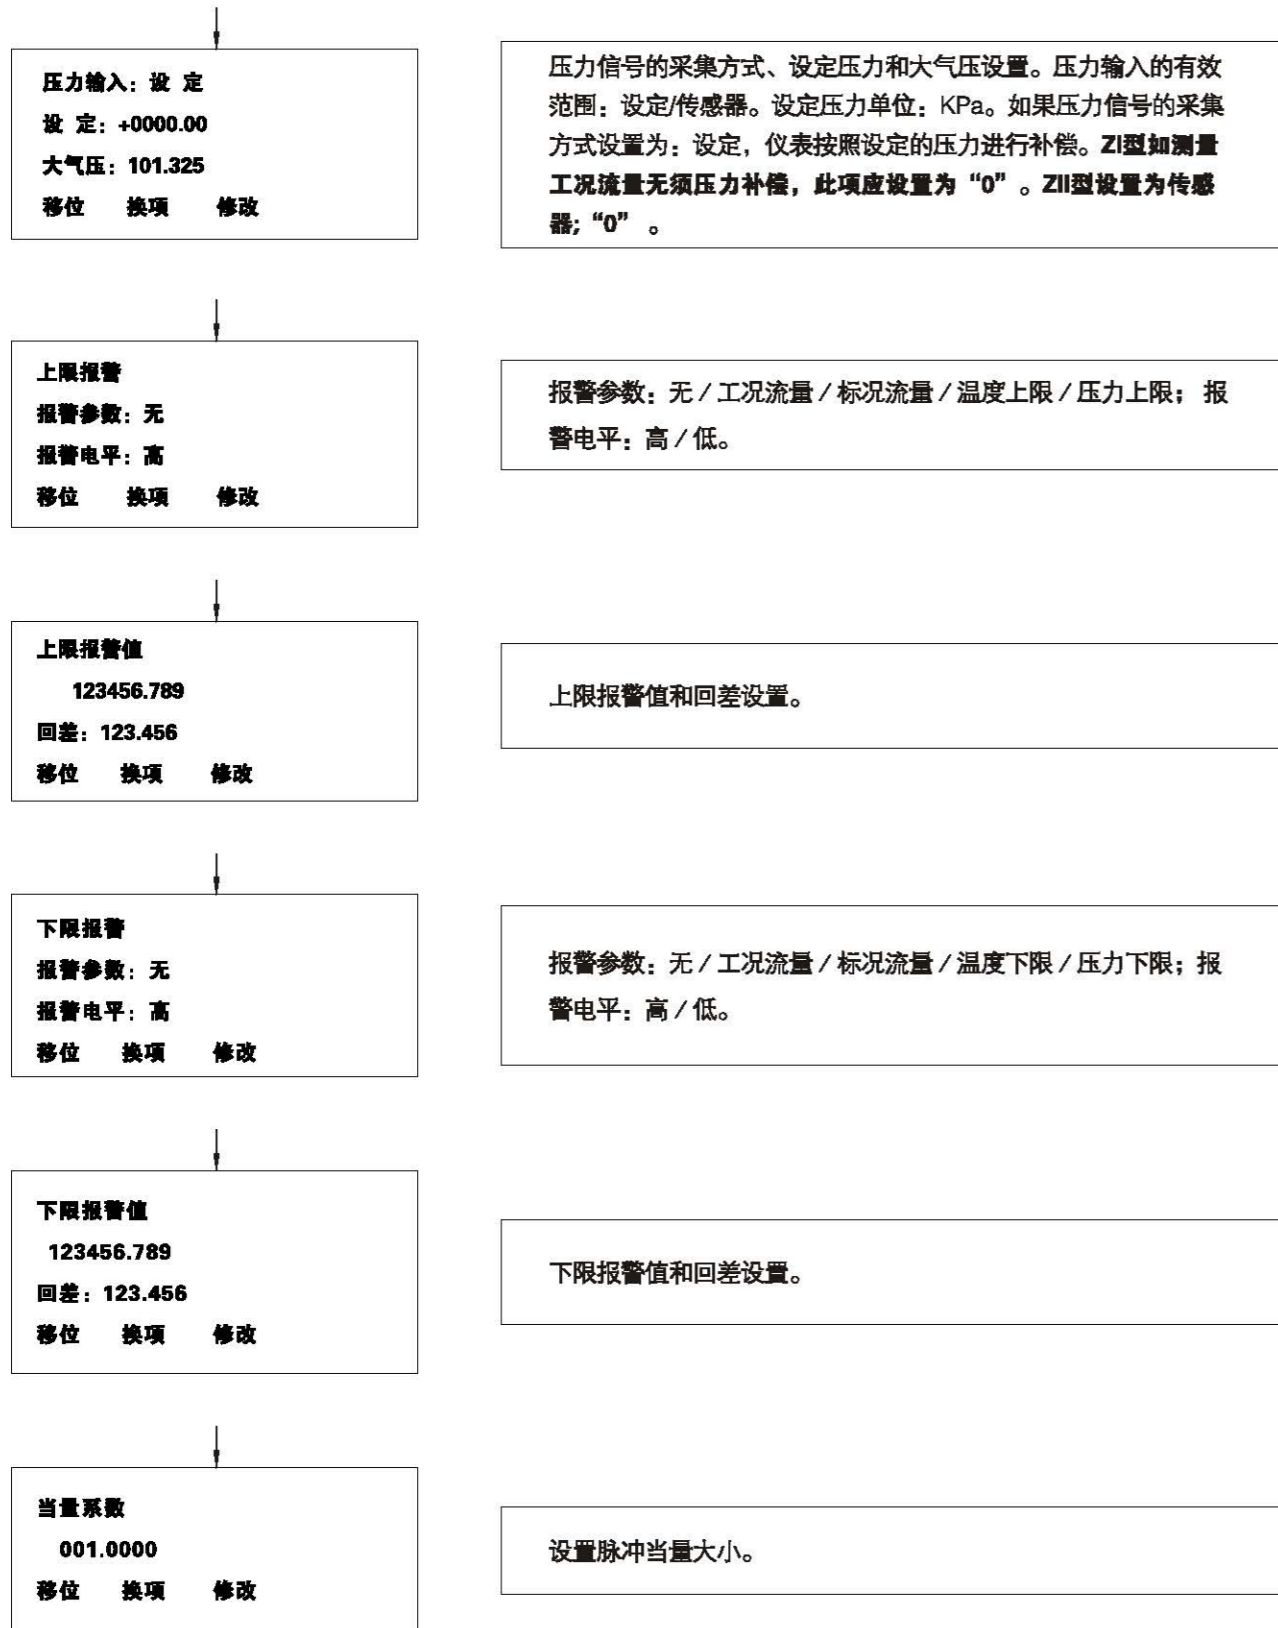 压力输入：设 定
设 定：+0000.00
大气压：101.325
移位 换项 修改
压力信号的采集方式、设定压力和大气压设置。压力输入的有效
范围：设定/传感器。设定压力单位：KPa。如果压力信号的采集
方式设置为：设定，仪表按照设定的压力进行补偿。ZI型如测量
工况流量无须压力补偿，此项应设置为“0”。ZII型设置为传感
器;“0” 。
上限报警
报警参数：无
报警电平：高
移位 换项 修改
报警参数：无／工况流量／标况流量／温度上限／压力上限； 报
警电平：高／低。
上限报警值
123456.789
回差：123.456
移位 换项 修改
上限报警值和回差设置。
下限报警
报警参数：无
报警电平：高
移位 换项 修改
报警参数：无／工况流量／标况流量／温度下限／压力下限；报
警电平：高／低。
下限报警值
123456.789
回差：123.456
移位 换项 修改
下限报警值和回差设置。
当量系数
001.0000
移位 换项 修改
设置脉冲当量大小。